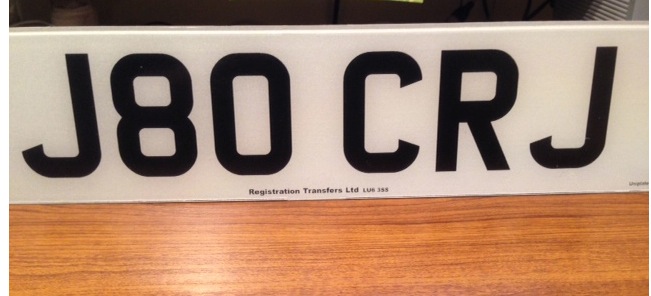 J80 CRJ
Registration Transfers Ltd LU6 3SS